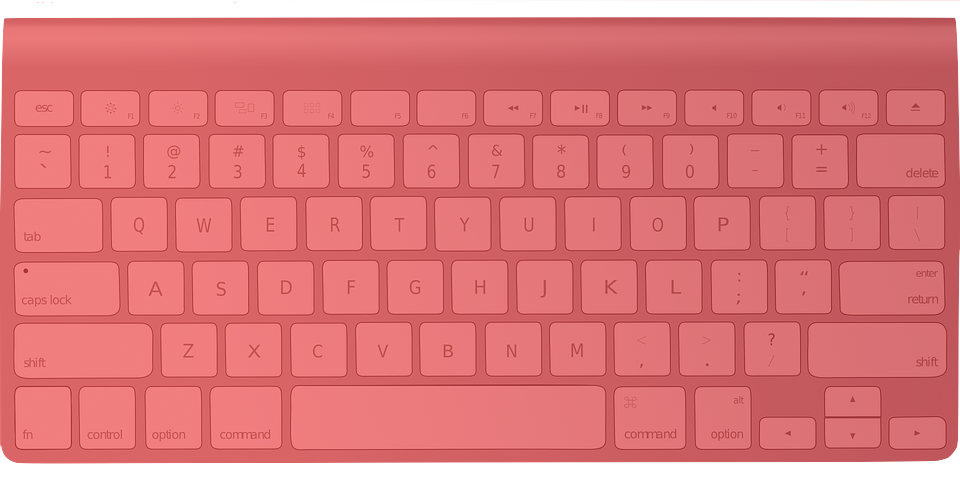 esc F1 F2 F3 F4 F5 F6 F7 F8 F9 F10 F11 F12
~ ! @ # $ % ^ & * ( ) — +
` 1 2 3 4 5 6 7 8 9 0 - = delete
tab Q W E R T Y U I O P { [ } ] | \
caps lock A S D F G H J K L : ; “ , enter return
shift Z X C V B N M < , > . ? / shift
fn control option command ⌘ command alt option